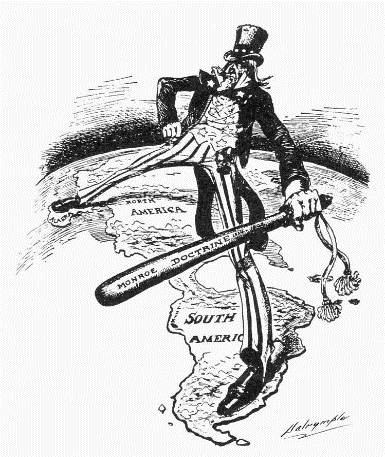 NORTH
AMERICA
MONROE DOCTRINE
SOUTH
AMERIC
Dalrymple